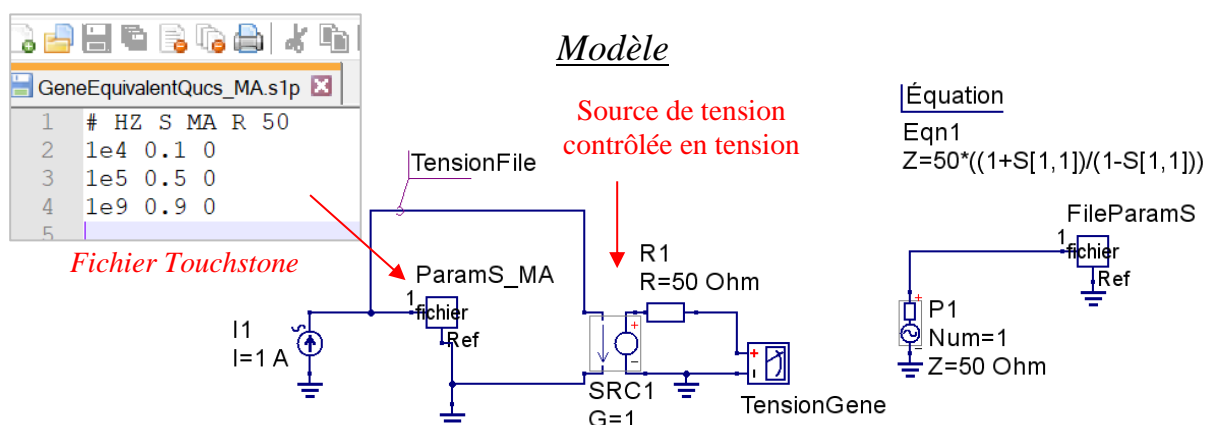 Modèle
GeneEquivalentQucs_MA.s1p
1 # HZ S MA R 50
2 1e4 0.1 0
3 1e5 0.5 0
4 1e9 0.9 0
5
Fichier Touchstone
Source de tension
contrôlée en tension
TensionFile
ParamS_MA
1
fichier
Ref
I1
I=1 A
R1
R=50 Ohm
SRC1
G=1
TensionGene
Équation
Eqn1
Z=50*((1+S[1,1])/(1-S[1,1]))
FileParamS
1
fichier
Ref
P1
Num=1
Z=50 Ohm